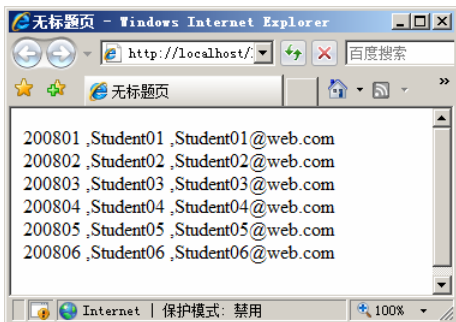 无标题页 - Windows Internet Explorer
http://localhost/
百度搜索
无标题页
200801 ,Student01 ,Student01@web.com
200802 ,Student02 ,Student02@web.com
200803 ,Student03 ,Student03@web.com
200804 ,Student04 ,Student04@web.com
200805 ,Student05 ,Student05@web.com
200806 ,Student06 ,Student06@web.com
Internet | 保护模式: 禁用
100%